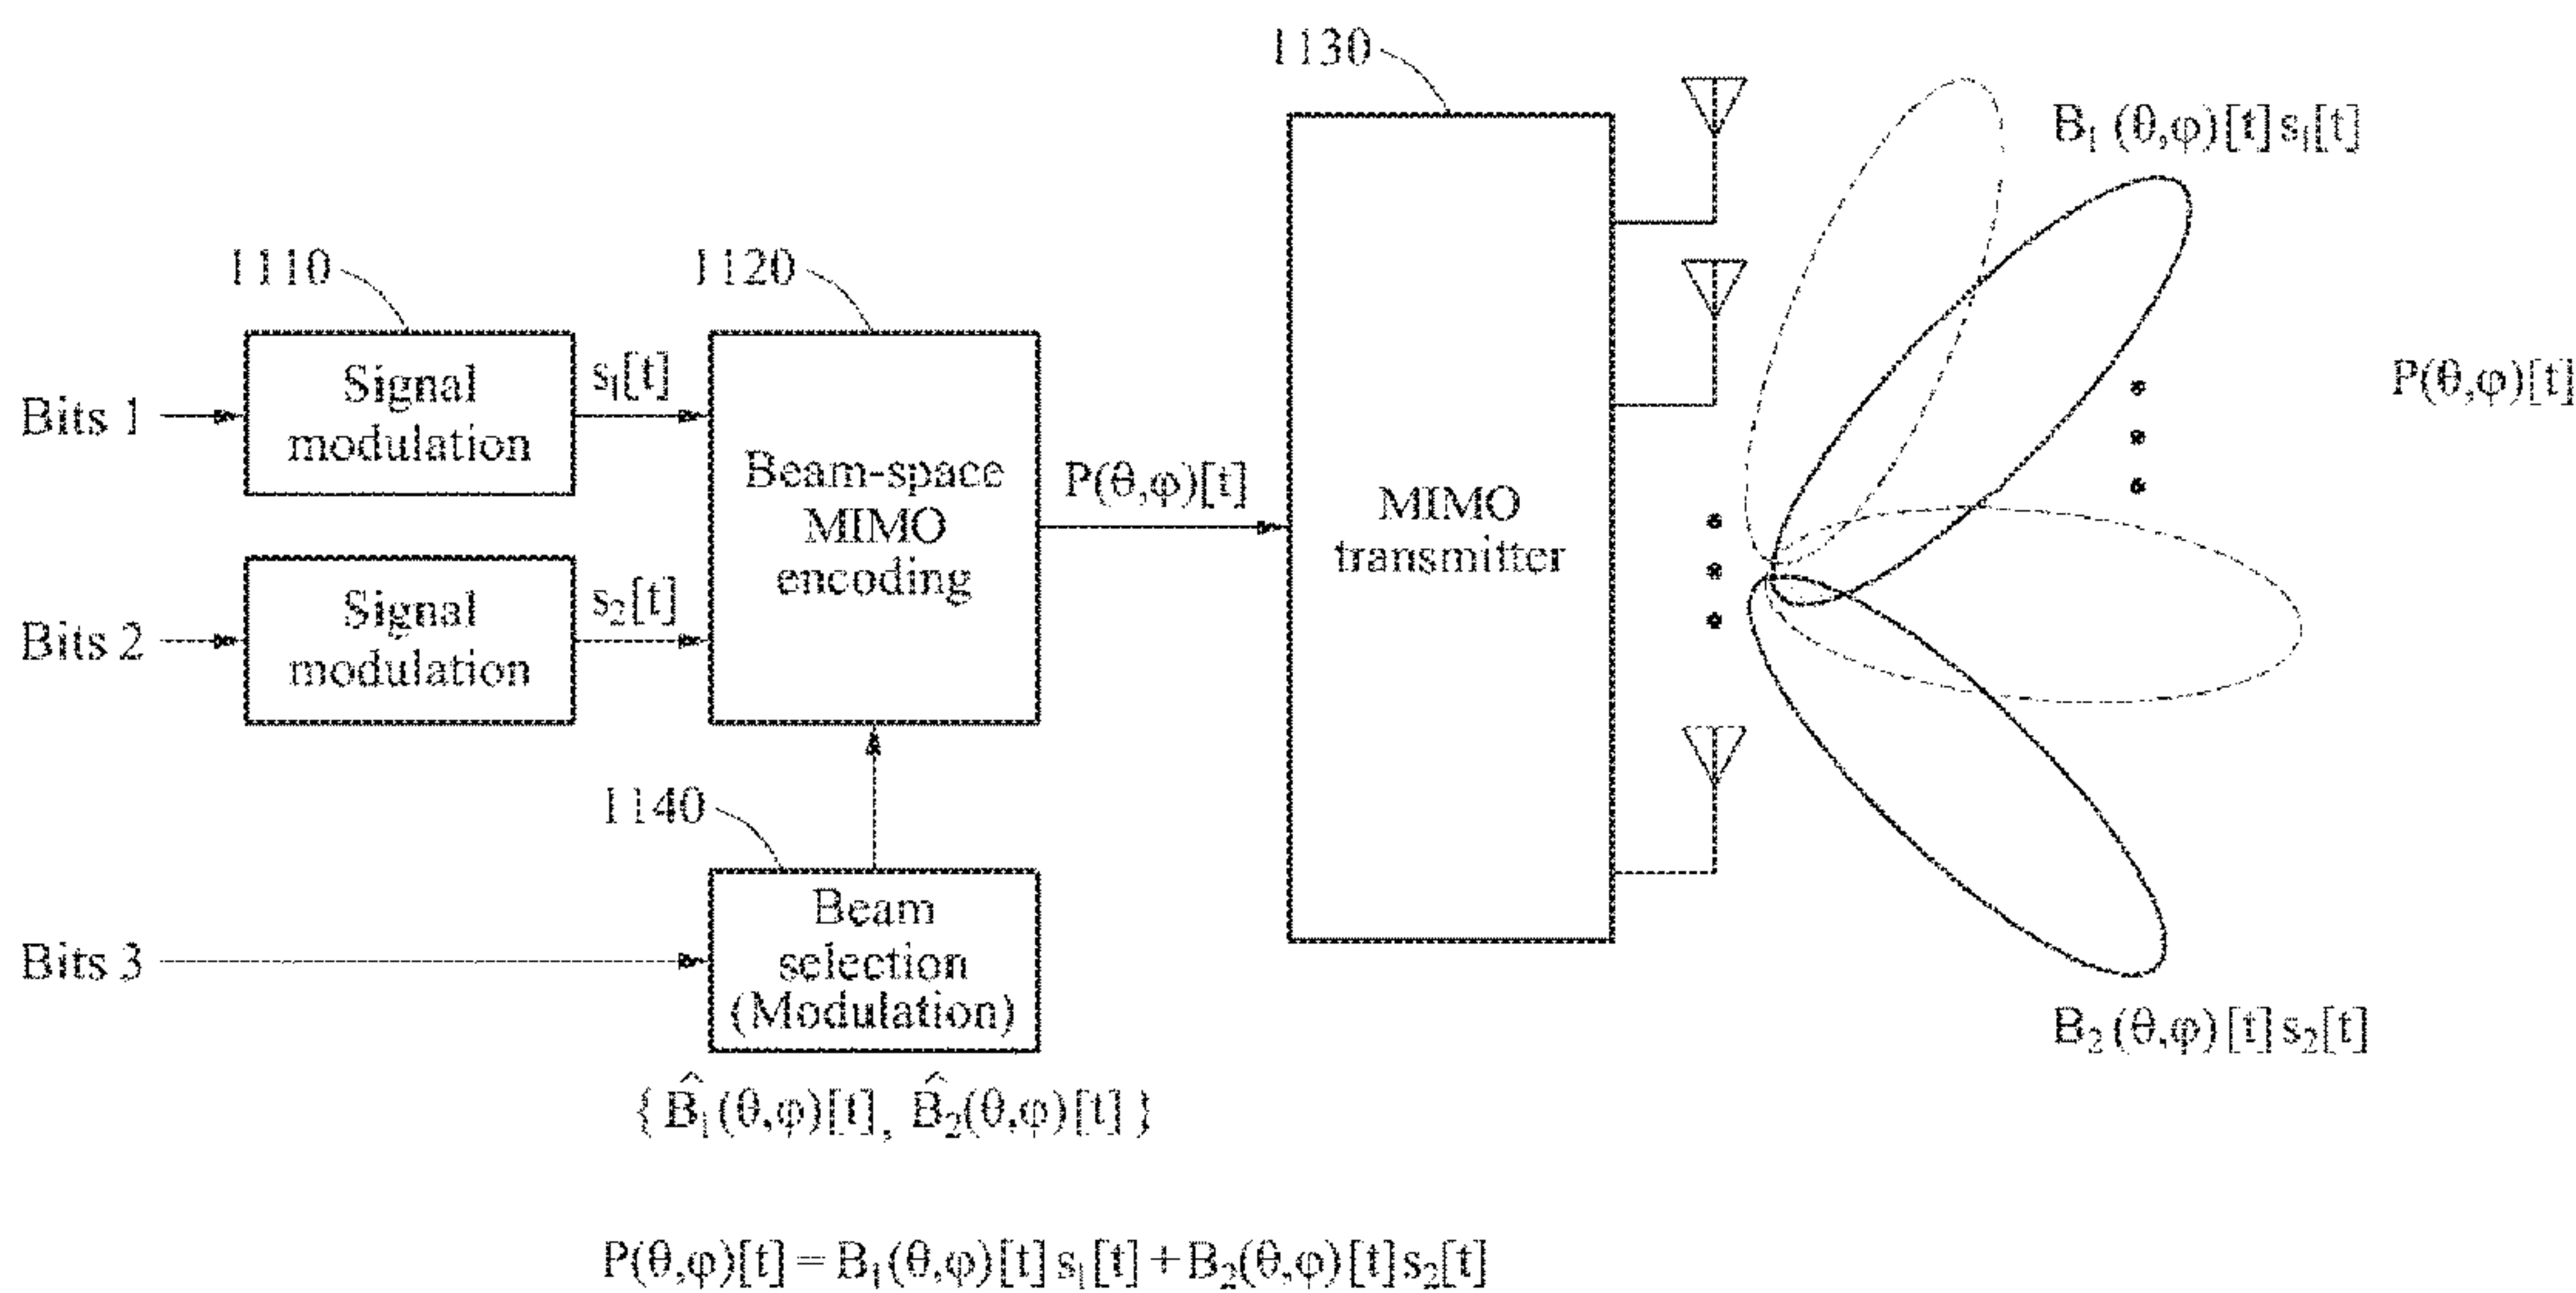 1130
B₁ (θ,φ)[t] s₁[t]
1110
1120
P(θ,φ)[t]
Bits 1
Signal
modulation
s₁[t]
Beam-space
MIMO
encoding
P(θ,φ)[t]
MIMO
transmitter
Bits 2
Signal
modulation
s₂[t]
1140
Bits 3
Beam
selection
(Modulation)
B₂ (θ,φ)[t] s₂[t]
{ B̂₁(θ,φ)[t], B̂₂(θ,φ)[t] }
P(θ,φ)[t] = B₁(θ,φ)[t] s₁[t] + B₂(θ,φ)[t] s₂[t]